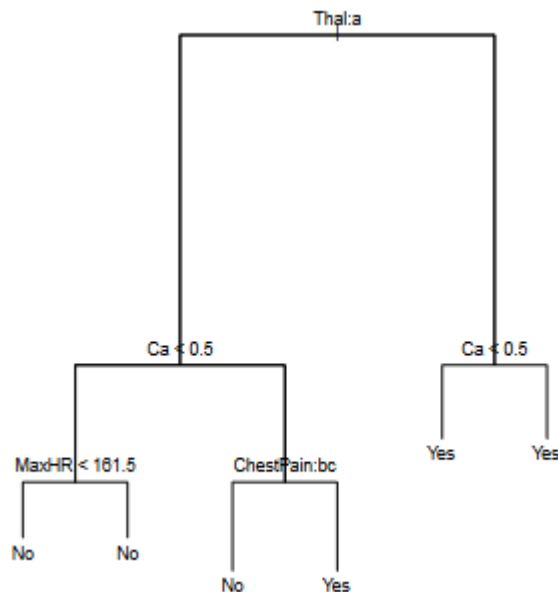 Thal:a
Ca < 0.5
Ca < 0.5
MaxHR < 161.5
ChestPain:bc
Yes
Yes
No
No
No
Yes